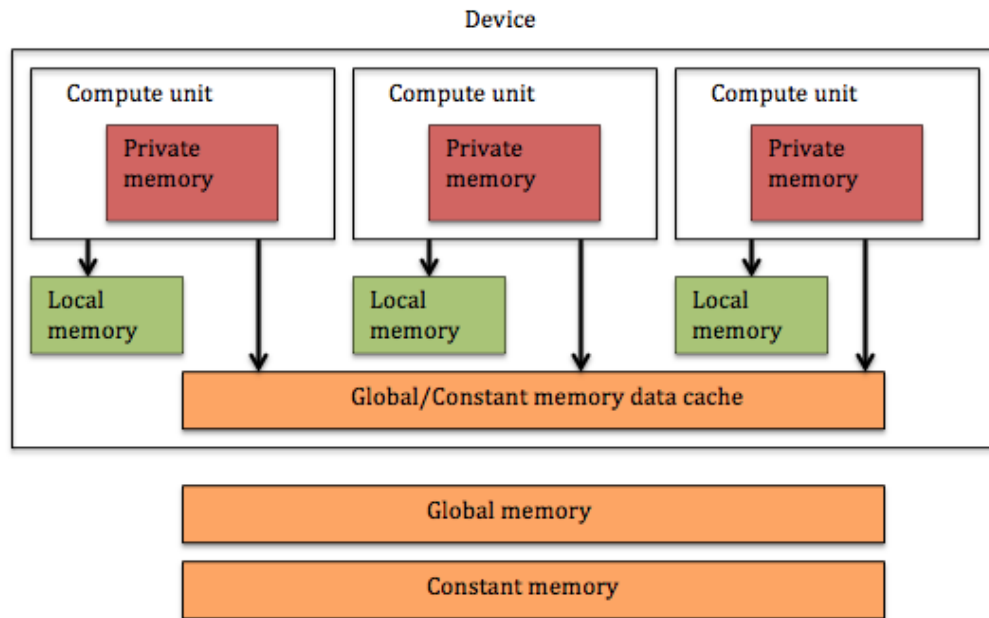 Device
Compute unit
Compute unit
Compute unit
Private
memory
Private
memory
Private
memory
Local
memory
Local
memory
Local
memory
Global/Constant memory data cache
Global memory
Constant memory